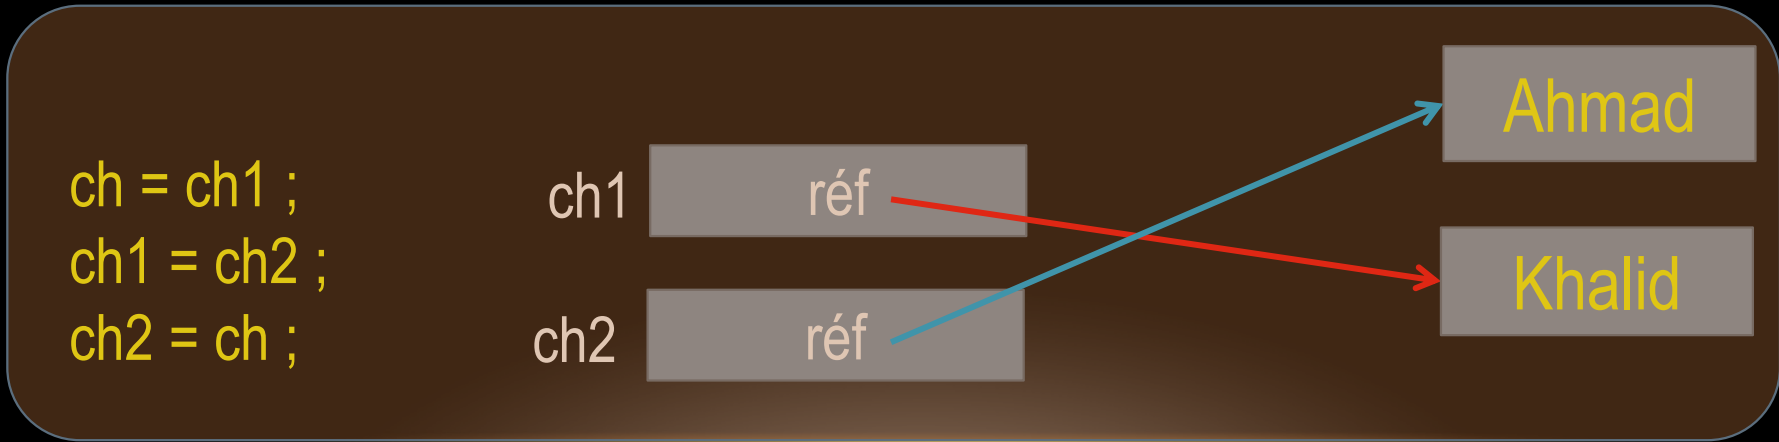 ch = ch1 ;
ch1 = ch2 ;
ch2 = ch ;
ch1
réf
ch2
réf
Ahmad
Khalid